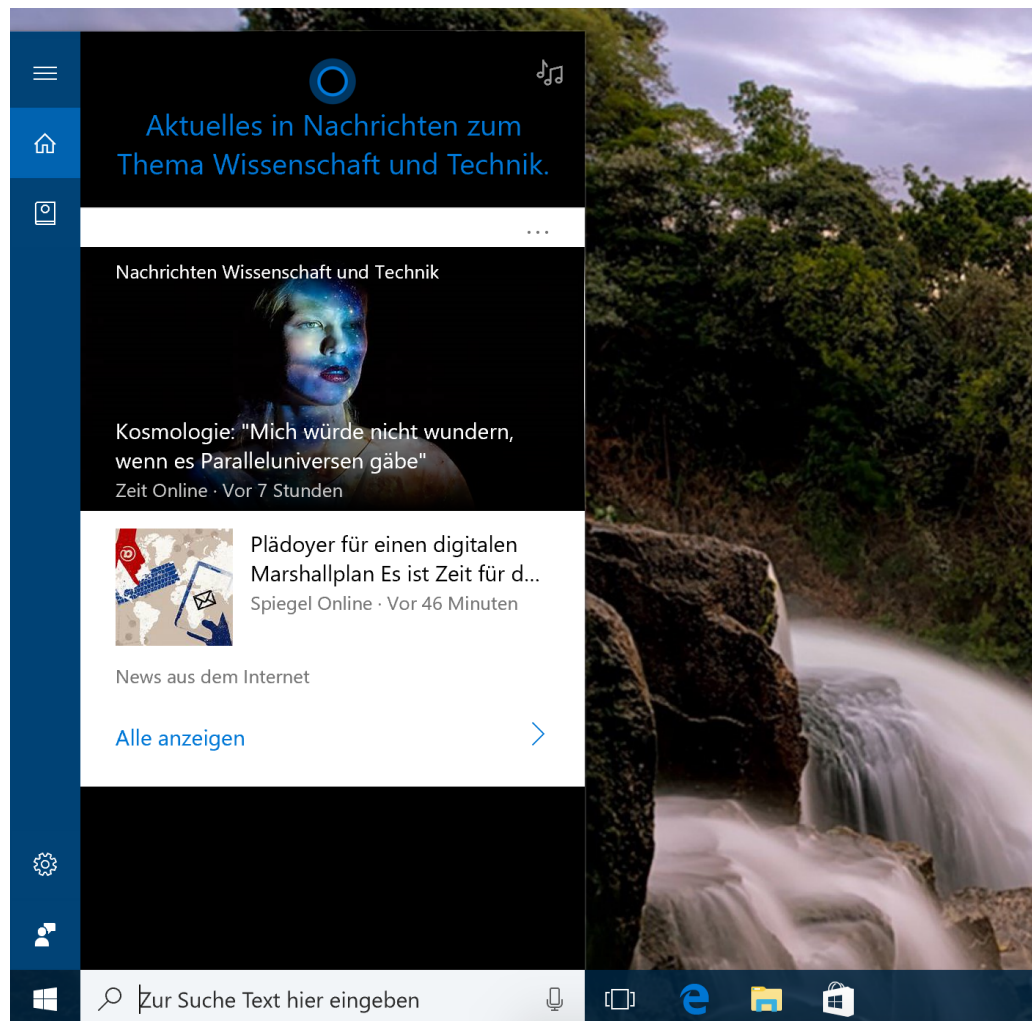 Aktuelles in Nachrichten zum
Thema Wissenschaft und Technik.
Nachrichten Wissenschaft und Technik
Kosmologie: "Mich würde nicht wundern,
wenn es Paralleluniversen gäbe"
Zeit Online · Vor 7 Stunden
Plädoyer für einen digitalen
Marshallplan Es ist Zeit für d...
Spiegel Online · Vor 46 Minuten
News aus dem Internet
Alle anzeigen
Zur Suche Text hier eingeben